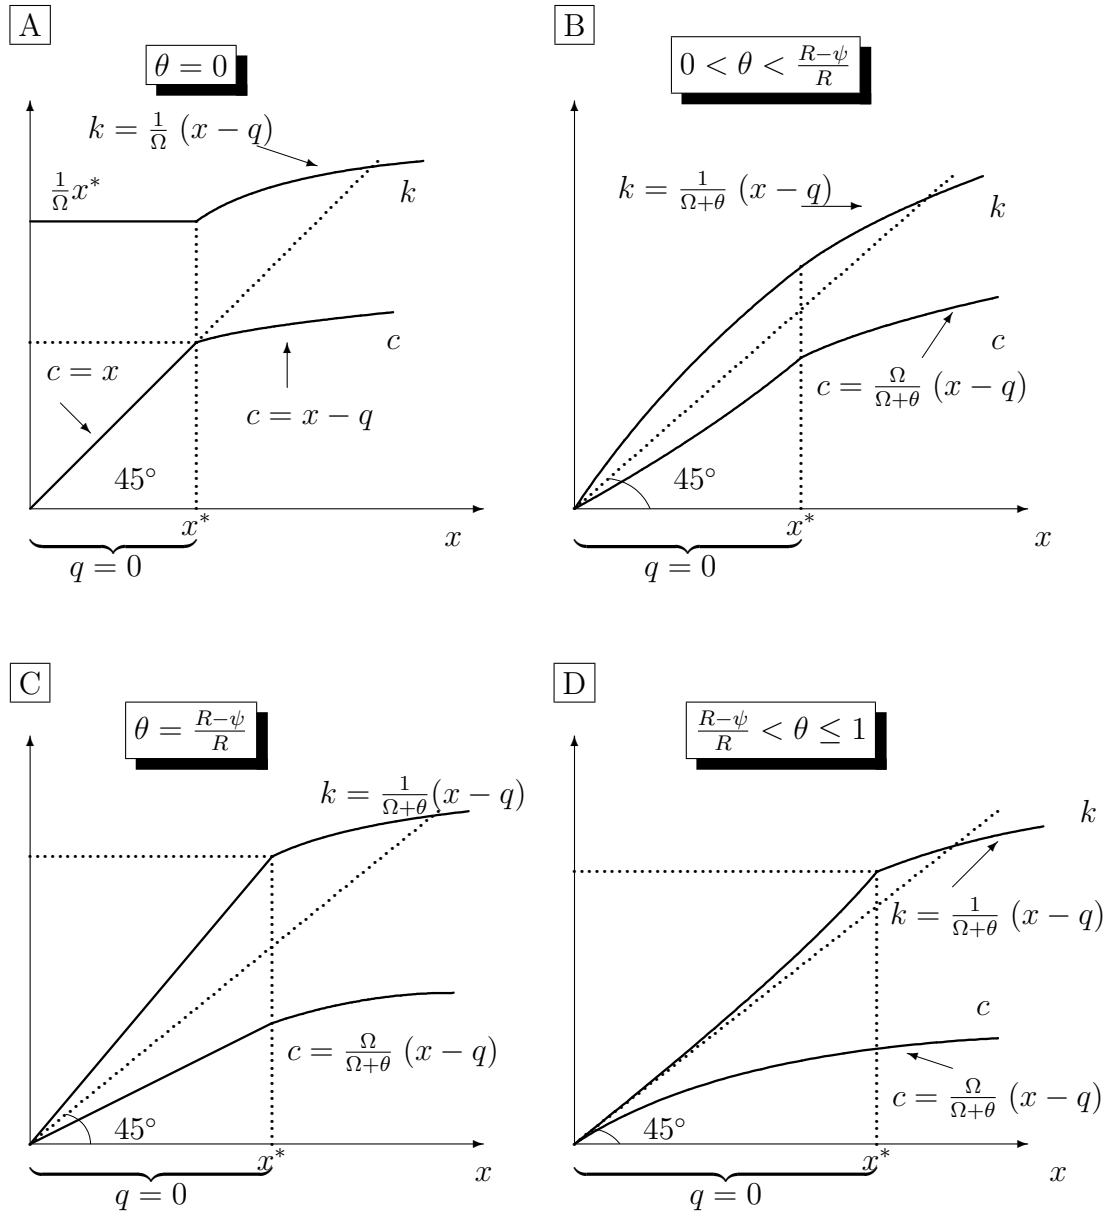 A
θ = 0
k = 1/Ω (x − q)
1/Ω x*
k
c
c = x
c = x − q
45°
x*
x
q = 0
B
0 < θ < (R−ψ)/R
k = 1/(Ω+θ) (x − q)
k
c
c = Ω/(Ω+θ) (x − q)
45°
x*
x
q = 0
C
θ = (R−ψ)/R
k = 1/(Ω+θ) (x − q)
c = Ω/(Ω+θ) (x − q)
45°
x*
x
q = 0
D
(R−ψ)/R < θ ≤ 1
k
k = 1/(Ω+θ) (x − q)
c
c = Ω/(Ω+θ) (x − q)
45°
x*
x
q = 0